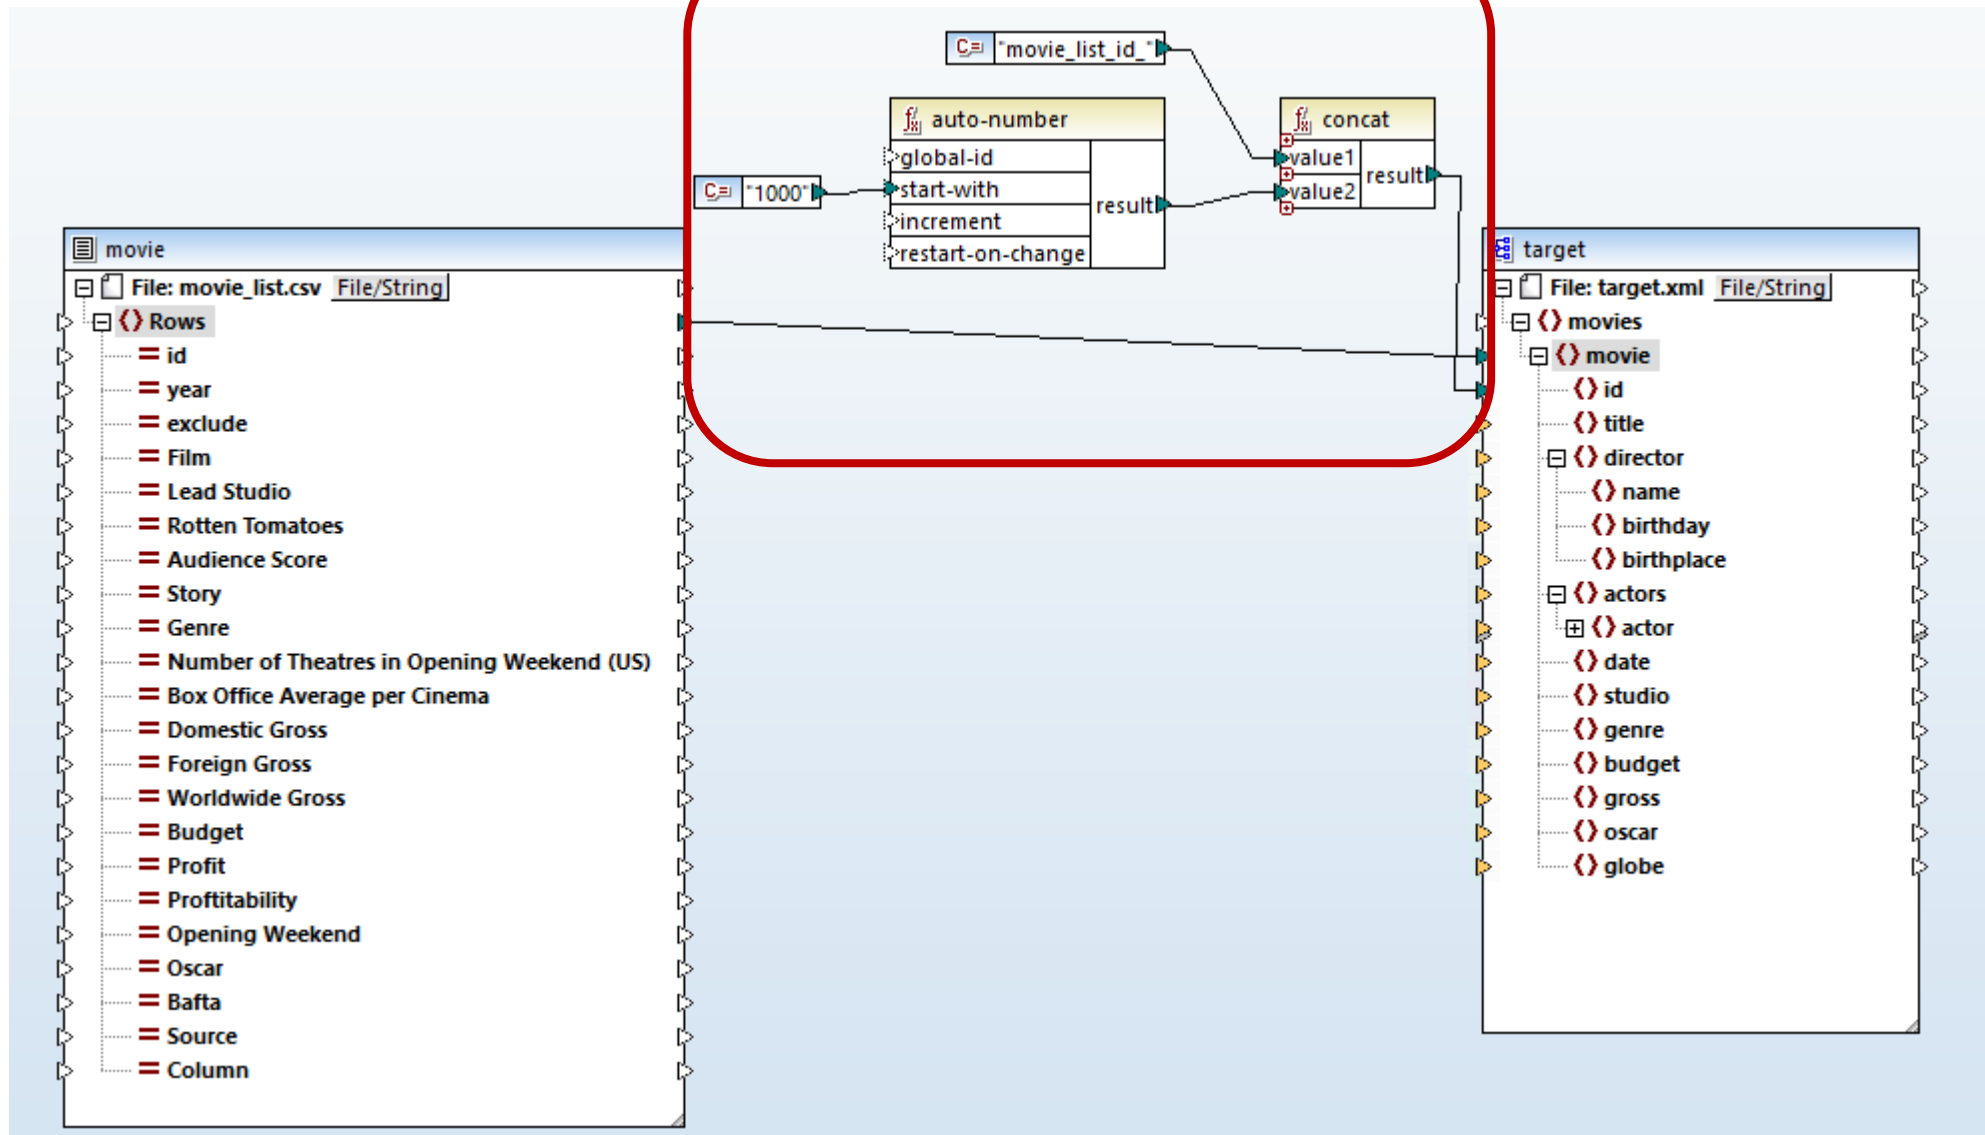 "movie_list_id_"
auto-number
global-id
start-with
increment
restart-on-change
result
"1000"
concat
value1
value2
result
movie
File: movie_list.csv File/String
Rows
id
year
exclude
Film
Lead Studio
Rotten Tomatoes
Audience Score
Story
Genre
Number of Theatres in Opening Weekend (US)
Box Office Average per Cinema
Domestic Gross
Foreign Gross
Worldwide Gross
Budget
Profit
Proftitability
Opening Weekend
Oscar
Bafta
Source
Column
target
File: target.xml File/String
movies
movie
id
title
director
name
birthday
birthplace
actors
actor
date
studio
genre
budget
gross
oscar
globe